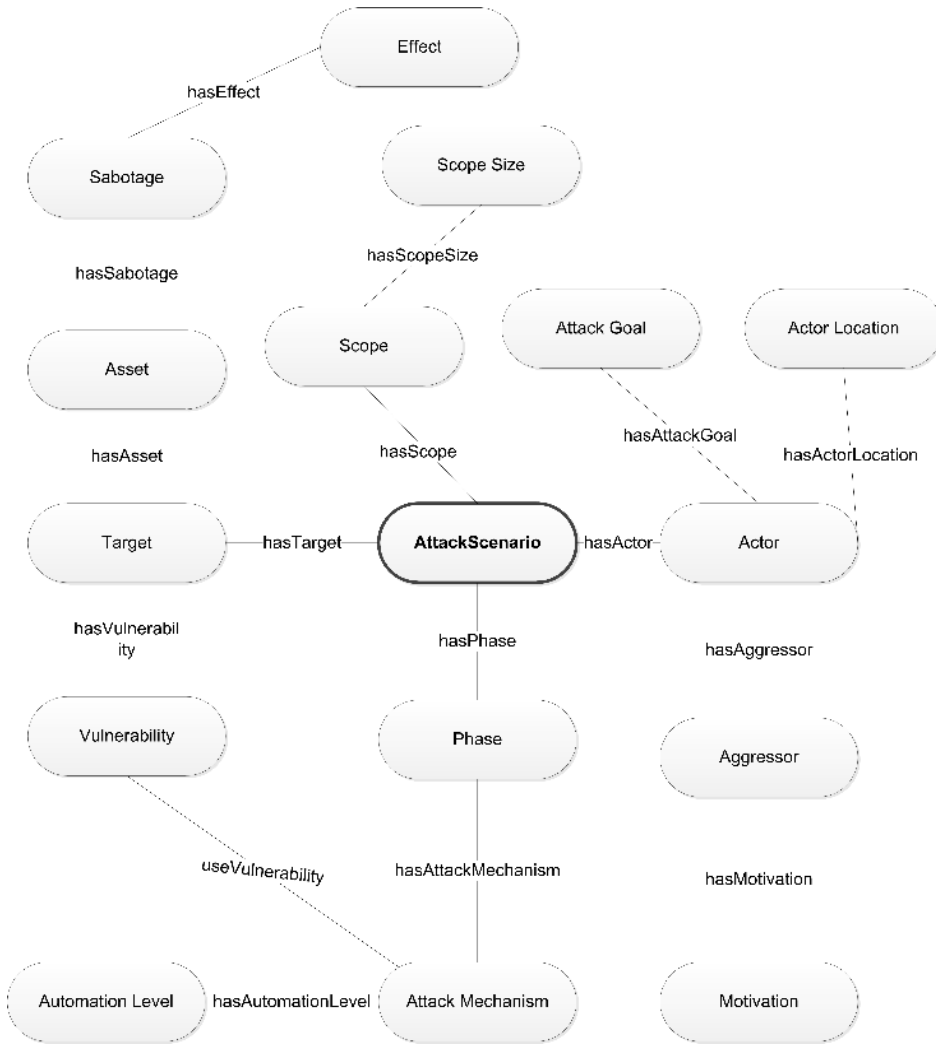 Effect
hasEffect
Sabotage
Scope Size
hasScopeSize
hasSabotage
Attack Goal
Actor Location
Scope
Asset
hasAttackGoal
hasScope
hasActorLocation
hasAsset
Target
hasTarget
AttackScenario
hasActor
Actor
hasVulnerabil
ity
hasPhase
hasAggressor
Vulnerability
Phase
Aggressor
useVulnerability
hasAttackMechanism
hasMotivation
Automation Level
hasAutomationLevel
Attack Mechanism
Motivation